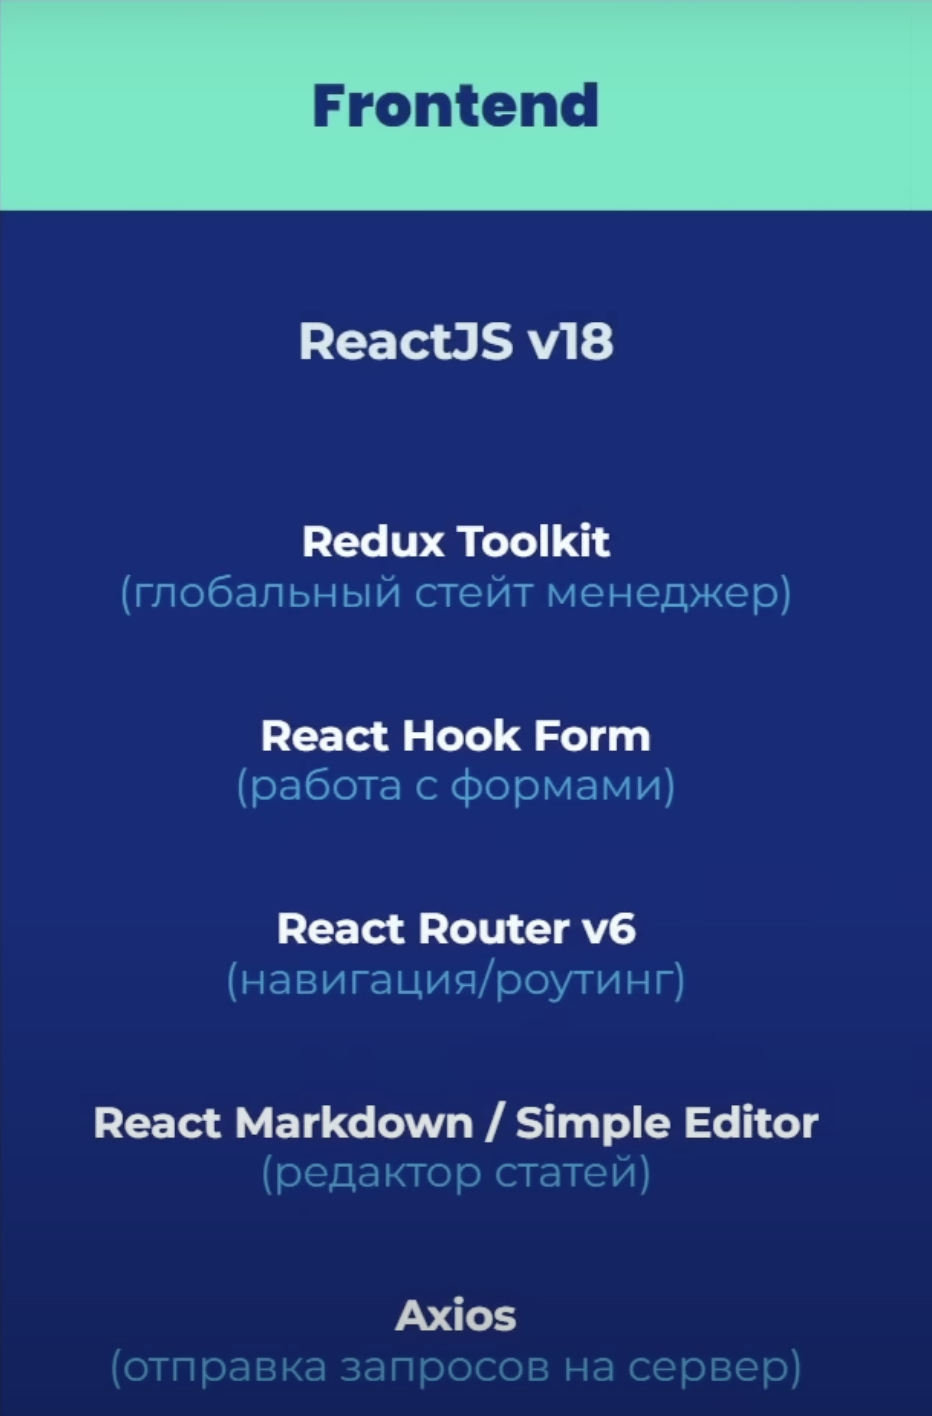 Frontend
ReactJS v18
Redux Toolkit
(глобальный стейт менеджер)
React Hook Form
(работа с формами)
React Router v6
(навигация/роутинг)
React Markdown / Simple Editor
(редактор статей)
Axios
(отправка запросов на сервер)